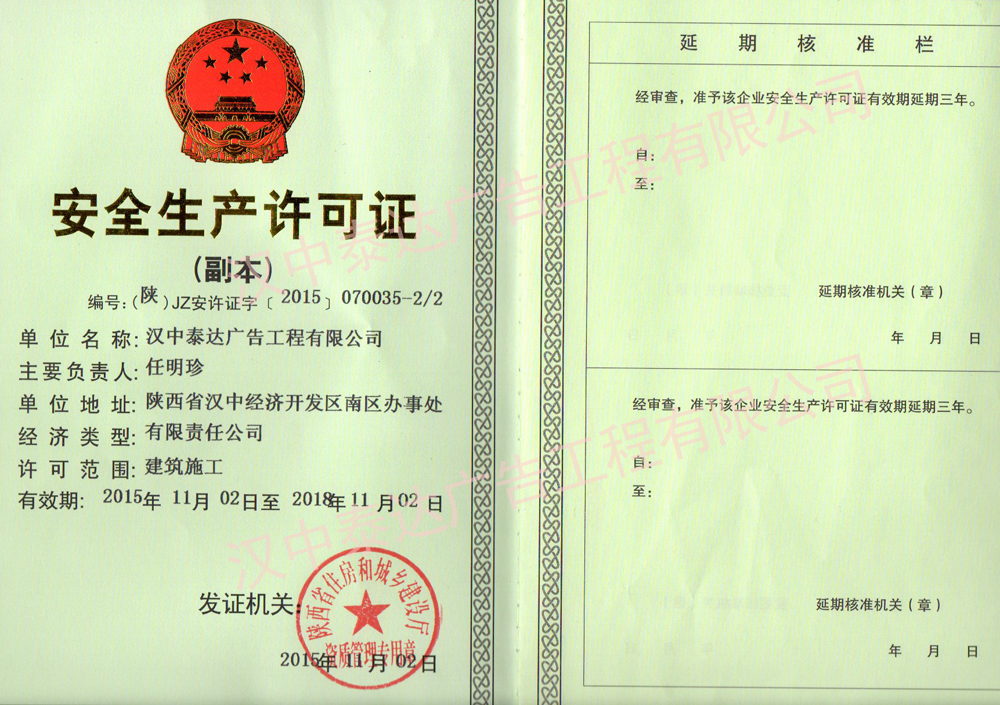 安全生产许可证
（副本）
编号：（陕）JZ安许证字〔2015〕070035-2/2
单位名称：汉中泰达广告工程有限公司
主要负责人：任明珍
单位地址：陕西省汉中经济开发区南区办事处
经济类型：有限责任公司
许可范围：建筑施工
有效期：2015年11月02日至2018年11月02日
发证机关：
陕西省住房和城乡建设厅
资质管理专用章
2015年11月02日
延期核准栏
经审查，准予该企业安全生产许可证有效期延期三年。
自：
至：
延期核准机关（章）
年 月 日
经审查，准予该企业安全生产许可证有效期延期三年。
自：
至：
延期核准机关（章）
年 月 日
汉中泰达广告工程有限公司
汉中泰达广告工程有限公司